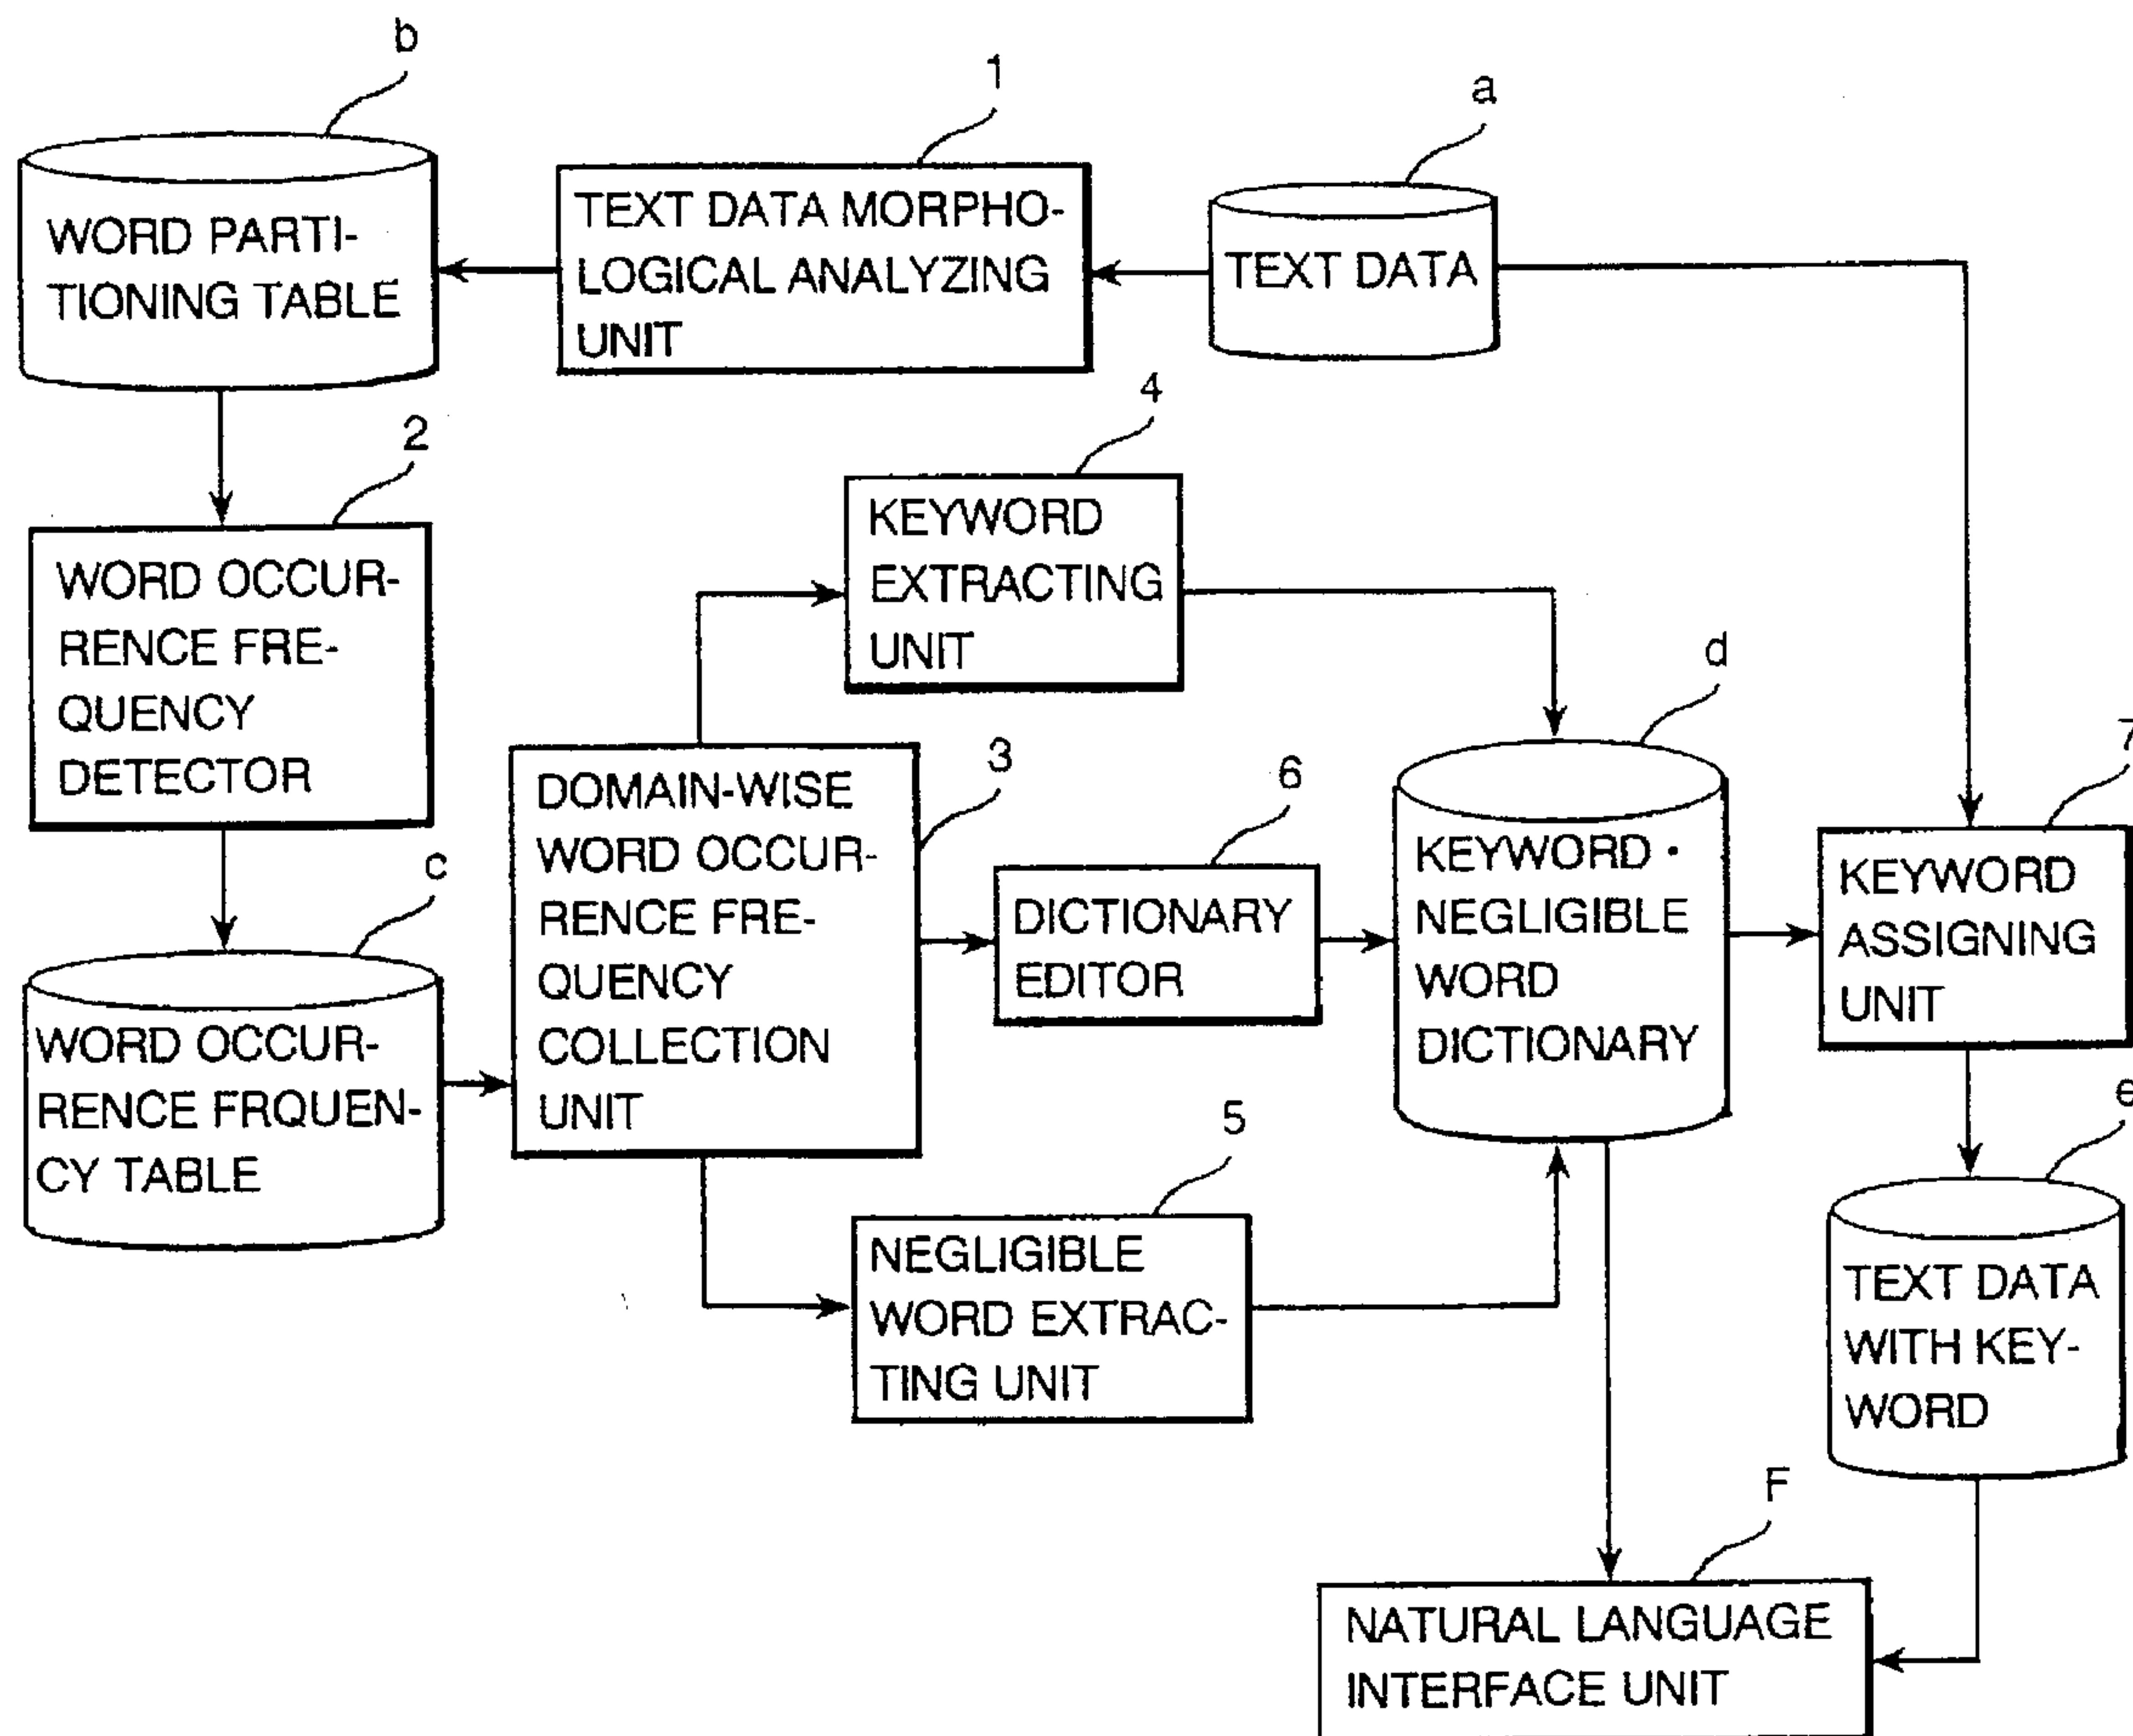 b
1
a
WORD PARTI-
TIONING TABLE
TEXT DATA MORPHO-
LOGICAL ANALYZING
UNIT
TEXT DATA
2
WORD OCCUR-
RENCE FRE-
QUENCY
DETECTOR
4
KEYWORD
EXTRACTING
UNIT
c
WORD OCCUR-
RENCE FRQUEN-
CY TABLE
3
DOMAIN-WISE
WORD OCCUR-
RENCE FRE-
QUENCY
COLLECTION
UNIT
6
DICTIONARY
EDITOR
d
KEYWORD ·
NEGLIGIBLE
WORD
DICTIONARY
7
KEYWORD
ASSIGNING
UNIT
5
NEGLIGIBLE
WORD EXTRAC-
TING UNIT
e
TEXT DATA
WITH KEY-
WORD
F
NATURAL LANGUAGE
INTERFACE UNIT